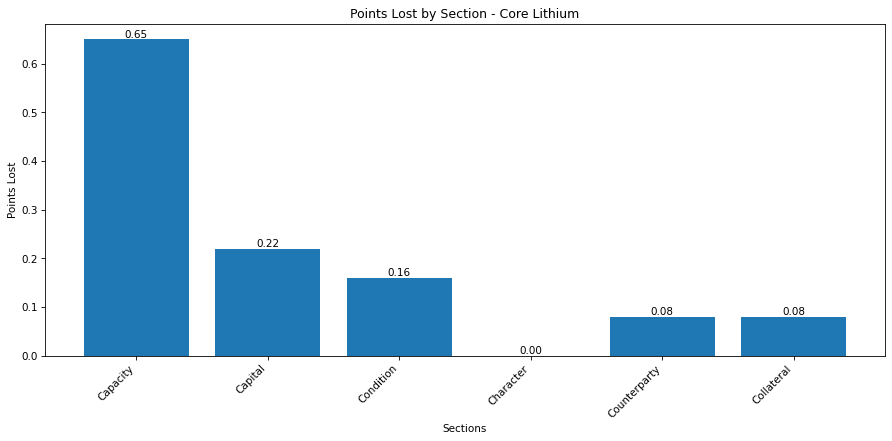 Points Lost by Section - Core Lithium
Points Lost
0.6
0.5
0.4
0.3
0.2
0.1
0.0
0.65
0.22
0.16
0.00
0.08
0.08
Capacity
Capital
Condition
Character
Counterparty
Collateral
Sections